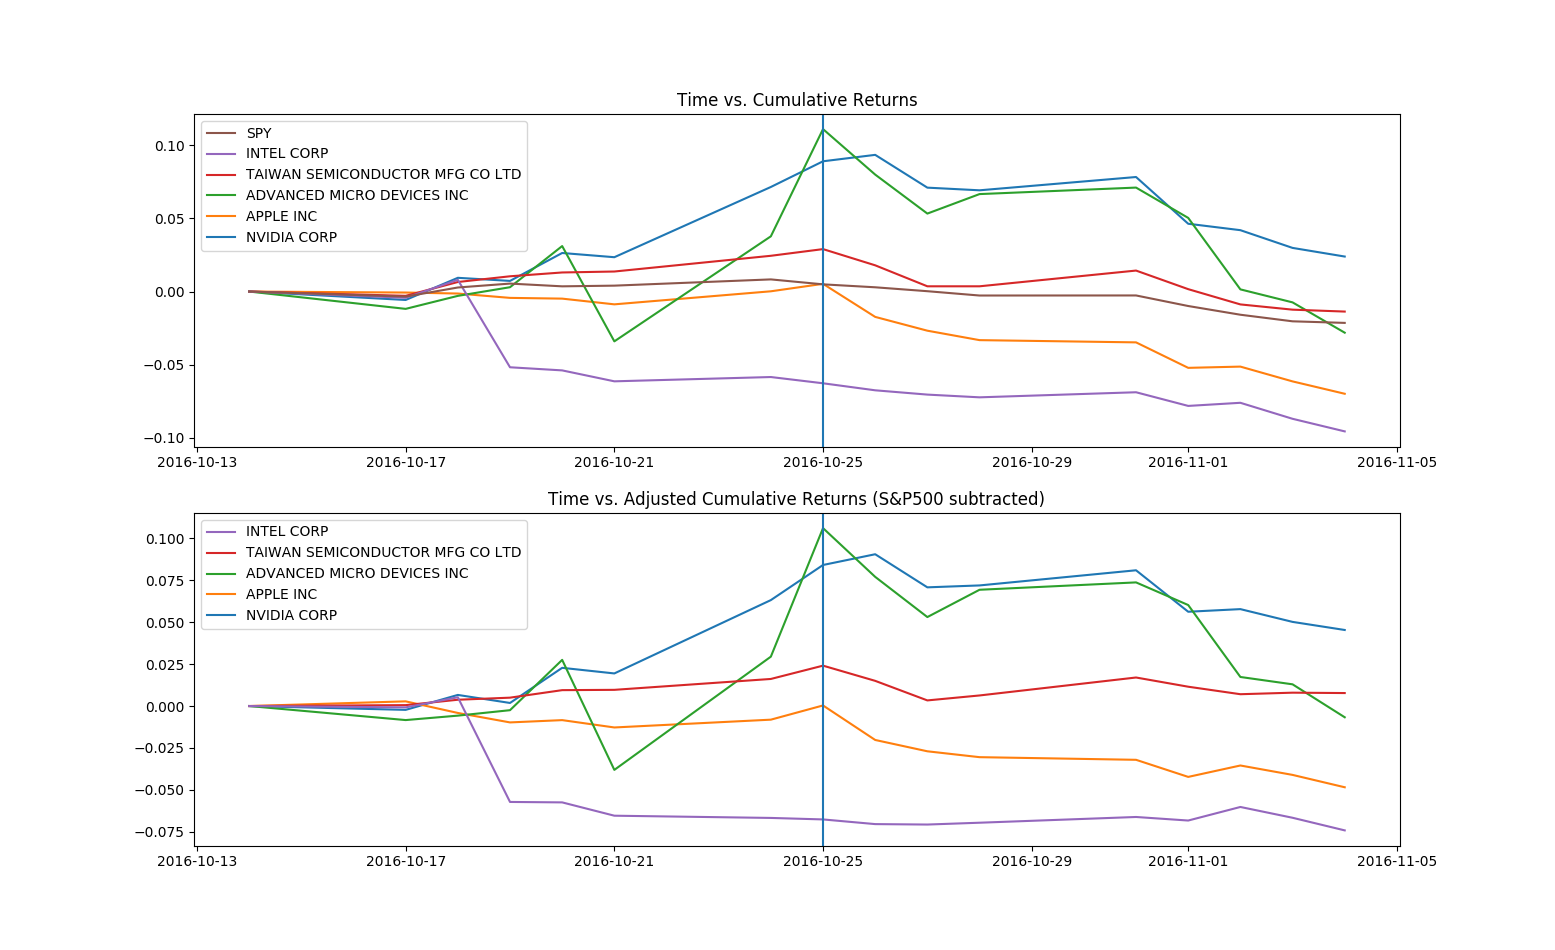 Time vs. Cumulative Returns
SPY
INTEL CORP
TAIWAN SEMICONDUCTOR MFG CO LTD
ADVANCED MICRO DEVICES INC
APPLE INC
NVIDIA CORP
0.10
0.05
0.00
−0.05
−0.10
2016-10-13 2016-10-17 2016-10-21 2016-10-25 2016-10-29 2016-11-01 2016-11-05
Time vs. Adjusted Cumulative Returns (S&P500 subtracted)
INTEL CORP
TAIWAN SEMICONDUCTOR MFG CO LTD
ADVANCED MICRO DEVICES INC
APPLE INC
NVIDIA CORP
0.100
0.075
0.050
0.025
0.000
−0.025
−0.050
−0.075
2016-10-13 2016-10-17 2016-10-21 2016-10-25 2016-10-29 2016-11-01 2016-11-05